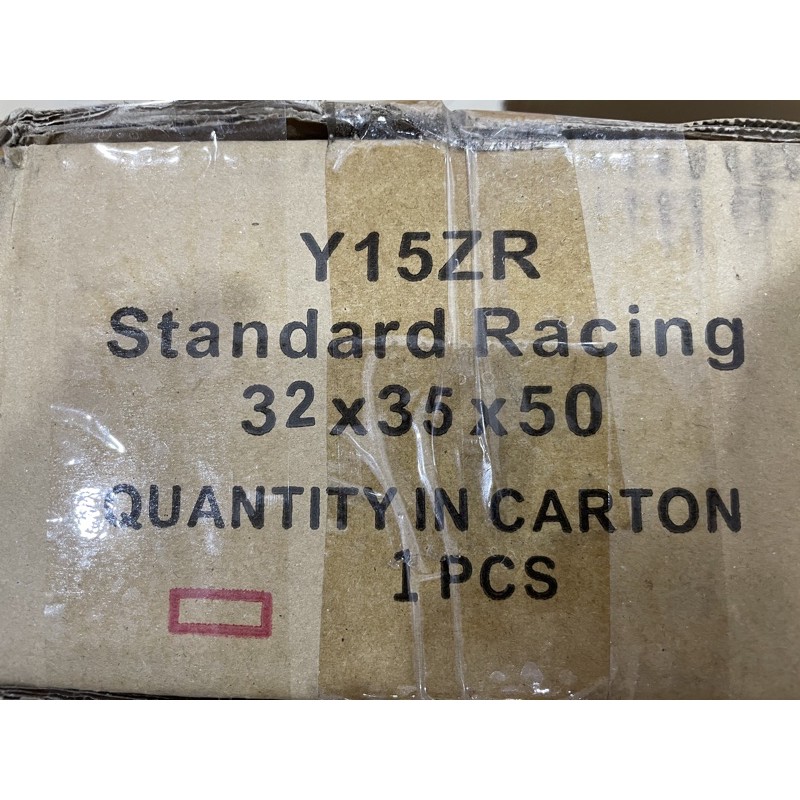 Y15ZR
Standard Racing
32x35x50
QUANTITY IN CARTON
1 PCS